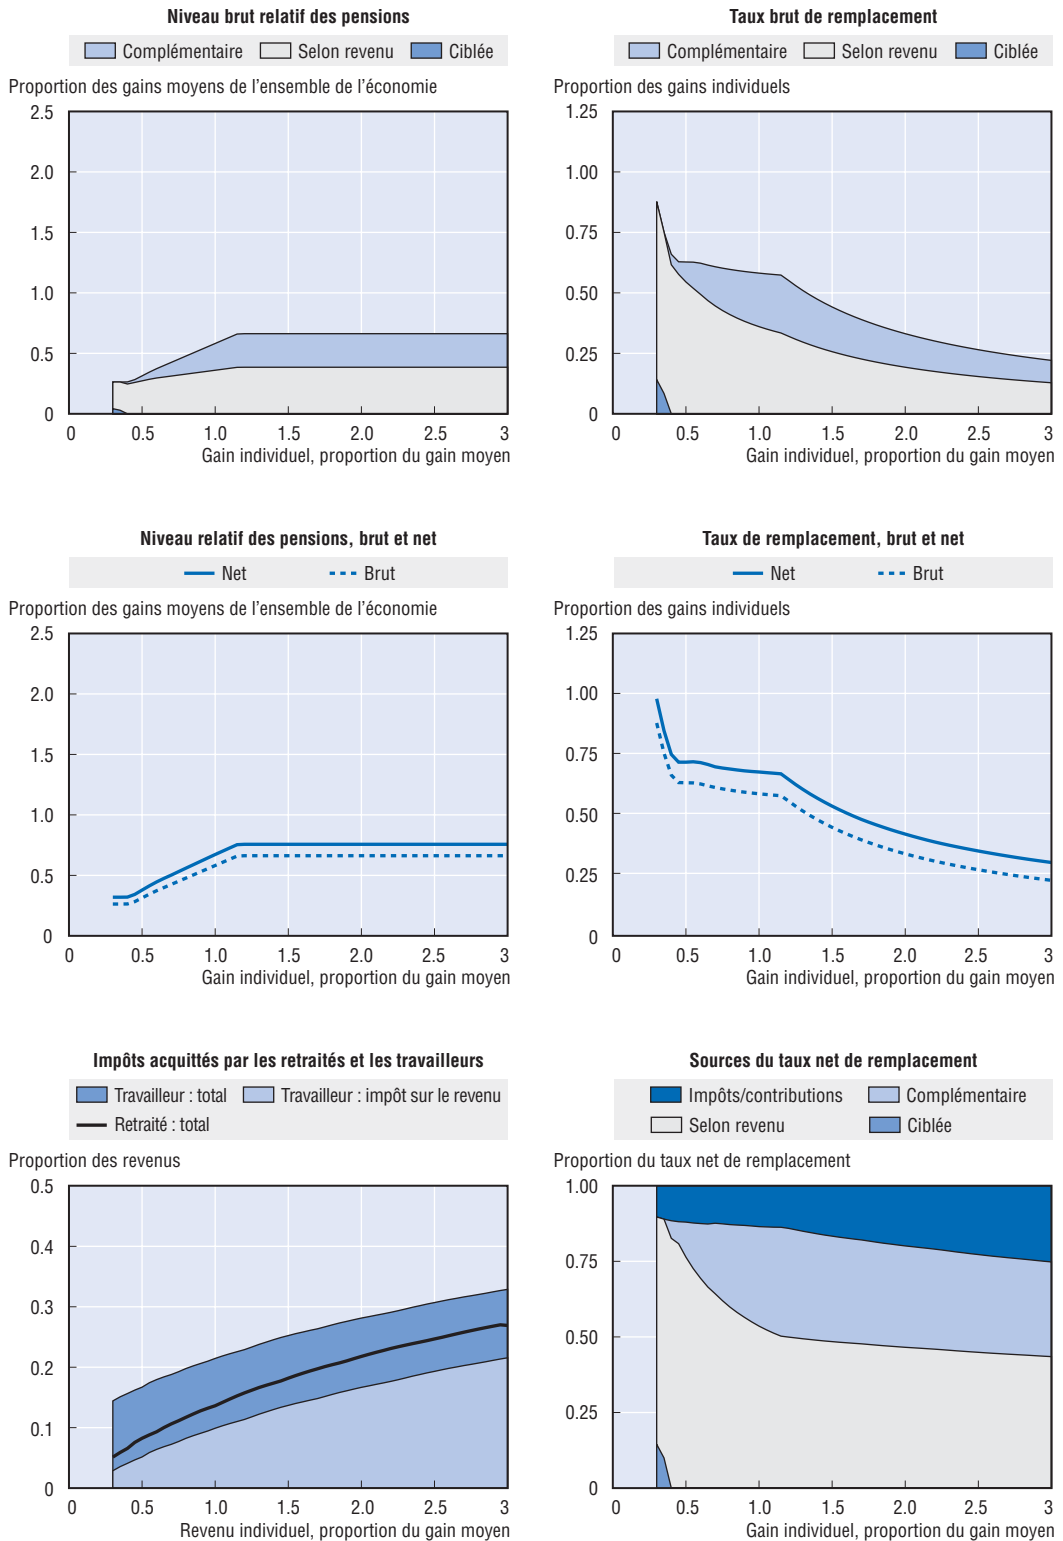 Niveau brut relatif des pensions
Complémentaire Selon revenu Ciblée
Proportion des gains moyens de l'ensemble de l'économie
2.5
2.0
1.5
1.0
0.5
0
0 0.5 1.0 1.5 2.0 2.5 3
Gain individuel, proportion du gain moyen
Taux brut de remplacement
Complémentaire Selon revenu Ciblée
Proportion des gains individuels
1.25
1.00
0.75
0.50
0.25
0
0 0.5 1.0 1.5 2.0 2.5 3
Gain individuel, proportion du gain moyen
Niveau relatif des pensions, brut et net
Net Brut
Proportion des gains moyens de l'ensemble de l'économie
2.5
2.0
1.5
1.0
0.5
0
0 0.5 1.0 1.5 2.0 2.5 3
Gain individuel, proportion du gain moyen
Taux de remplacement, brut et net
Net Brut
Proportion des gains individuels
1.25
1.00
0.75
0.50
0.25
0
0 0.5 1.0 1.5 2.0 2.5 3
Gain individuel, proportion du gain moyen
Impôts acquittés par les retraités et les travailleurs
Travailleur : total Travailleur : impôt sur le revenu
Retraité : total
Proportion des revenus
0.5
0.4
0.3
0.2
0.1
0
0 0.5 1.0 1.5 2.0 2.5 3
Revenu individuel, proportion du gain moyen
Sources du taux net de remplacement
Impôts/contributions Complémentaire
Selon revenu Ciblée
Proportion du taux net de remplacement
1.00
0.75
0.50
0.25
0
0 0.5 1.0 1.5 2.0 2.5 3
Gain individuel, proportion du gain moyen